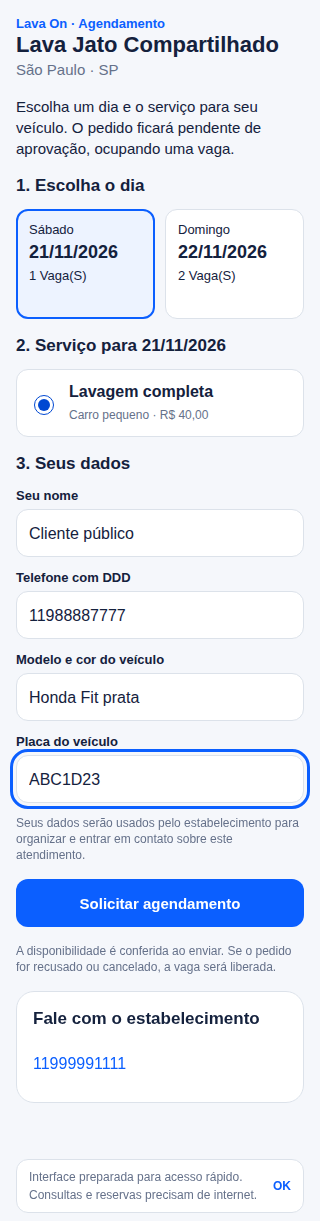 Lava On · Agendamento
Lava Jato Compartilhado
São Paulo · SP
Escolha um dia e o serviço para seu
veículo. O pedido ficará pendente de
aprovação, ocupando uma vaga.
1. Escolha o dia
Sábado
21/11/2026
1 Vaga(S)
Domingo
22/11/2026
2 Vaga(S)
2. Serviço para 21/11/2026
Lavagem completa
Carro pequeno · R$ 40,00
3. Seus dados
Seu nome
Cliente público
Telefone com DDD
11988887777
Modelo e cor do veículo
Honda Fit prata
Placa do veículo
ABC1D23
Seus dados serão usados pelo estabelecimento para
organizar e entrar em contato sobre este
atendimento.
Solicitar agendamento
A disponibilidade é conferida ao enviar. Se o pedido
for recusado ou cancelado, a vaga será liberada.
Fale com o estabelecimento
11999991111
Interface preparada para acesso rápido.
Consultas e reservas precisam de internet.
OK